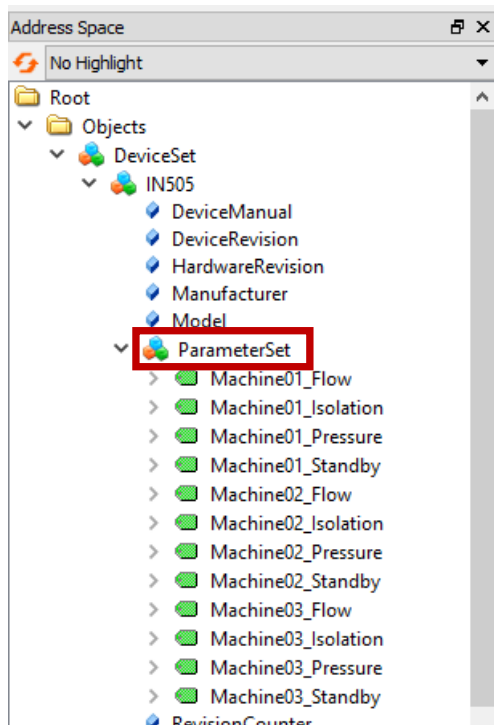 Address Space
No Highlight
Root
Objects
DeviceSet
IN505
DeviceManual
DeviceRevision
HardwareRevision
Manufacturer
Model
ParameterSet
Machine01_Flow
Machine01_Isolation
Machine01_Pressure
Machine01_Standby
Machine02_Flow
Machine02_Isolation
Machine02_Pressure
Machine02_Standby
Machine03_Flow
Machine03_Isolation
Machine03_Pressure
Machine03_Standby
RevisionCounter